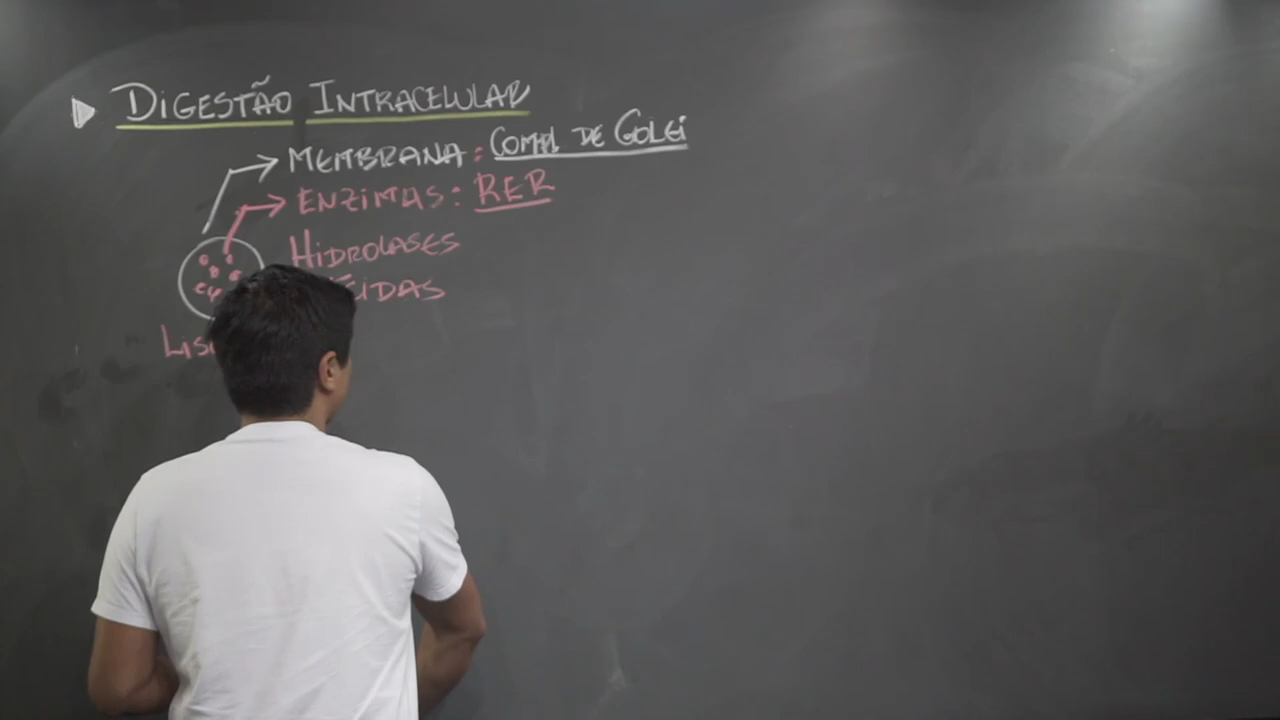 DIGESTÃO INTRACELULAR
MEMBRANA: COMPL DE GOLGI
ENZIMAS: RER
HIDROLASES